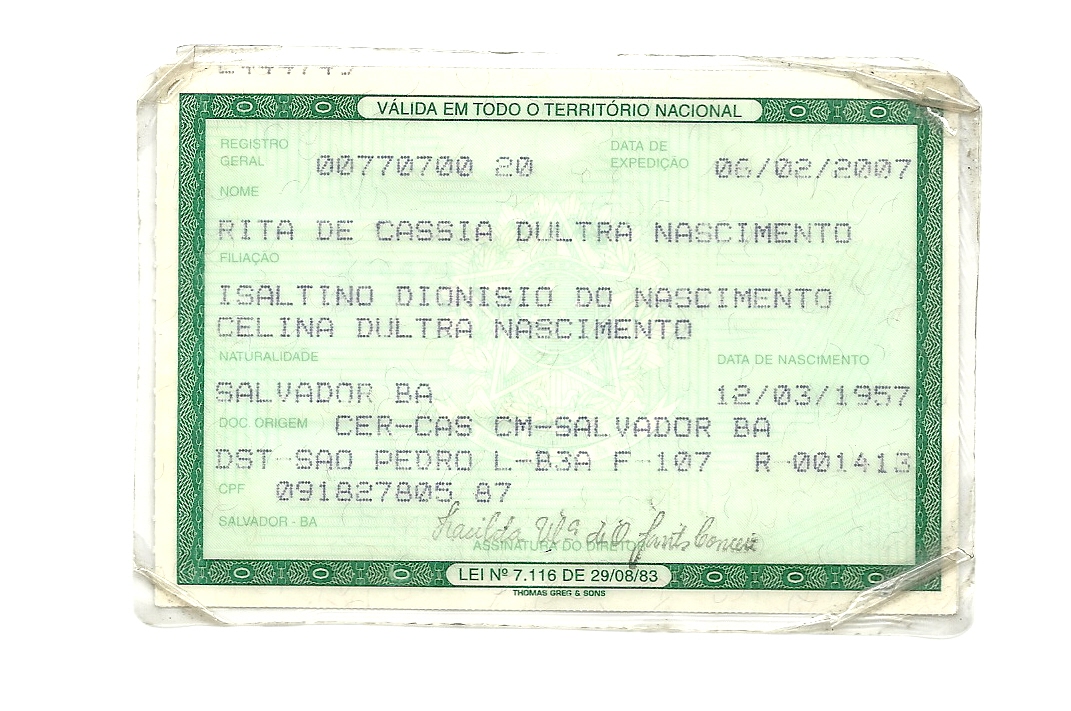 VÁLIDA EM TODO O TERRITÓRIO NACIONAL
REGISTRO GERAL 00770700 20 DATA DE EXPEDIÇÃO 06/02/2007
NOME
RITA DE CASSIA DULTRA NASCIMENTO
FILIAÇÃO
ISALTINO DIONISIO DO NASCIMENTO
CELINA DULTRA NASCIMENTO
NATURALIDADE DATA DE NASCIMENTO
SALVADOR BA 12/03/1957
DOC. ORIGEM CER-CAS CM-SALVADOR BA
DST-SAO PEDRO L-B3A F-107 R-001413
CPF 091827805 87
SALVADOR - BA
ASSINATURA DO DIRETOR
LEI Nº 7.116 DE 29/08/83
THOMAS GREG & SONS